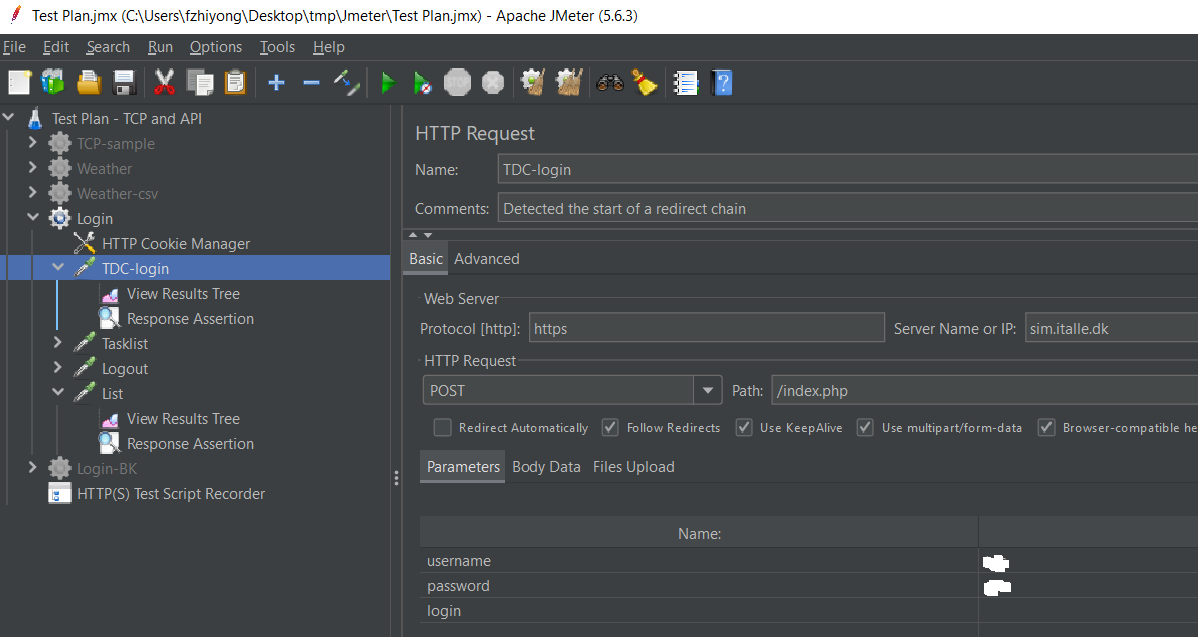 Test Plan.jmx (C:\Users\fzhiyong\Desktop\tmp\Jmeter\Test Plan.jmx) - Apache JMeter (5.6.3)
File Edit Search Run Options Tools Help
STOP
Test Plan - TCP and API
TCP-sample
Weather
Weather-csv
Login
HTTP Cookie Manager
TDC-login
View Results Tree
Response Assertion
Tasklist
Logout
List
View Results Tree
Response Assertion
Login-BK
HTTP(S) Test Script Recorder
HTTP Request
Name: TDC-login
Comments: Detected the start of a redirect chain
Basic Advanced
Web Server
Protocol [http]: https Server Name or IP: sim.italle.dk
HTTP Request
POST Path: /index.php
Redirect Automatically Follow Redirects Use KeepAlive Use multipart/form-data Browser-compatible he
Parameters Body Data Files Upload
Name:
username
password
login